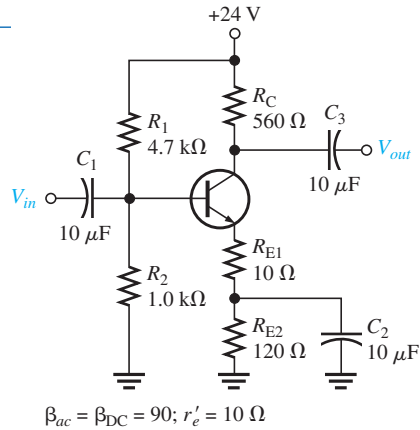 +24 V
R_C
560 Ω
C_3
V_out
10 μF
R_1
4.7 kΩ
C_1
V_in
10 μF
R_E1
10 Ω
R_2
1.0 kΩ
R_E2
120 Ω
C_2
10 μF
β_ac = β_DC = 90; r′_e = 10 Ω